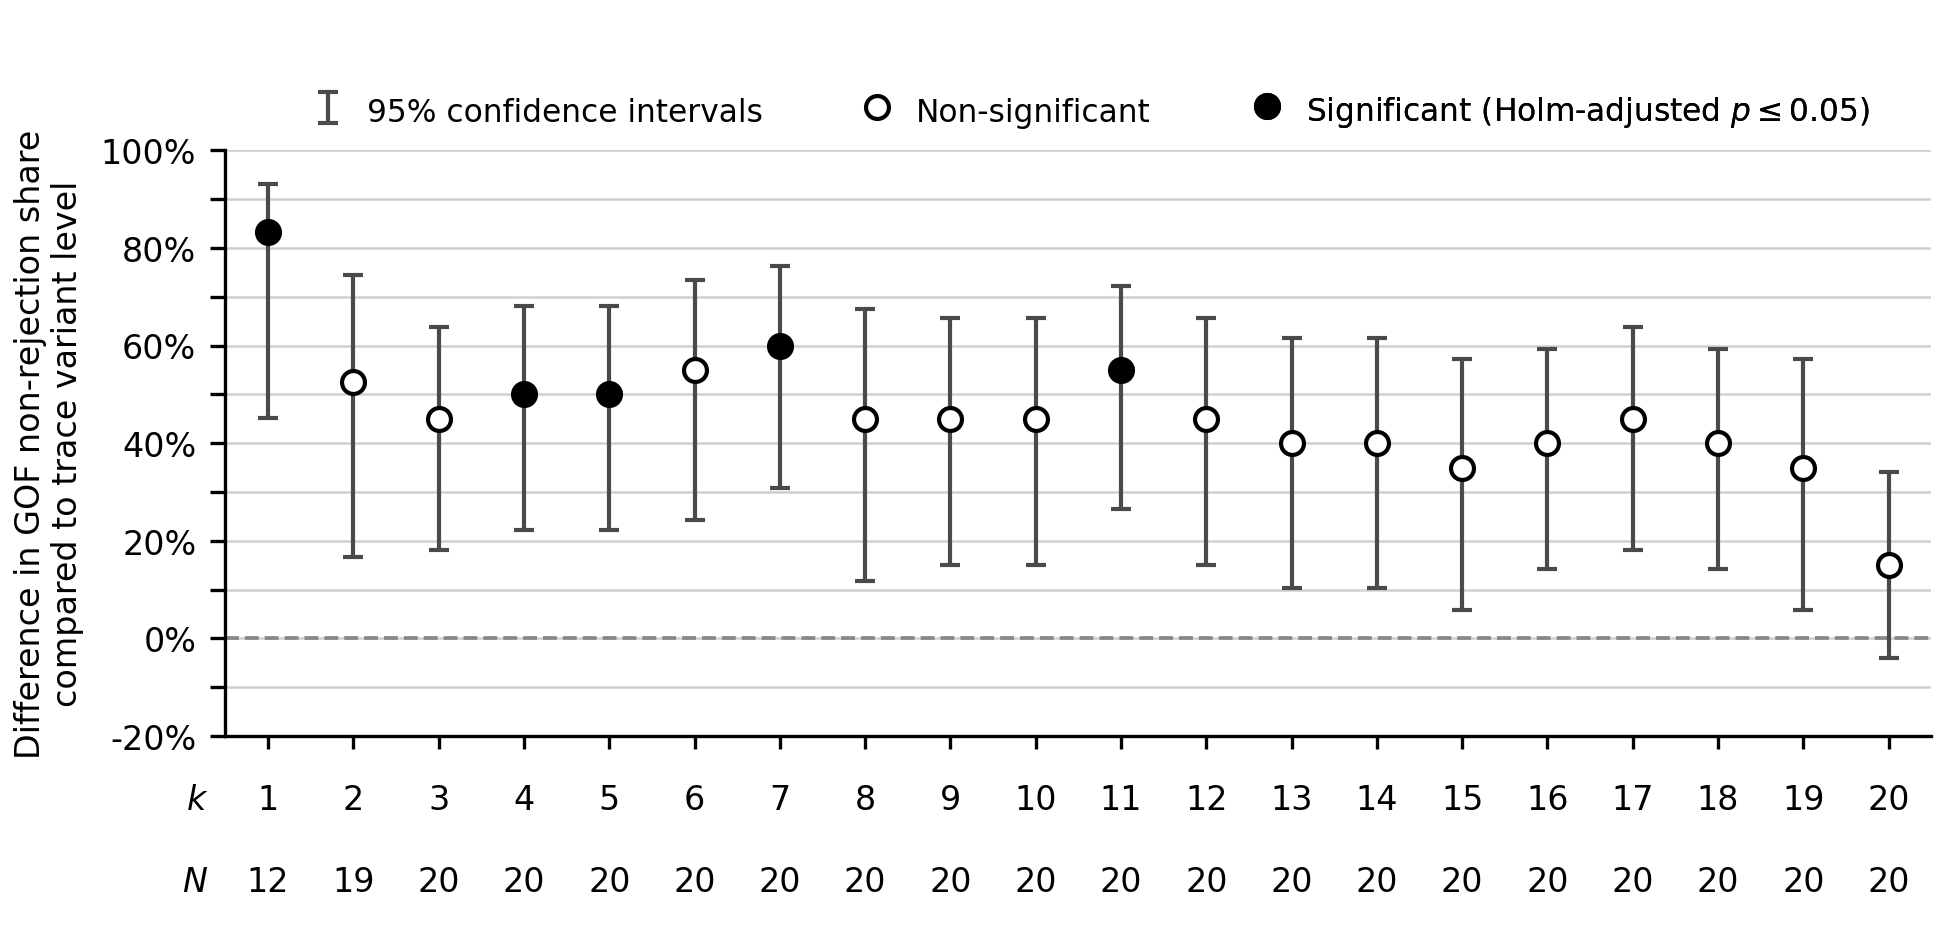 95% confidence intervals Non-significant Significant (Holm-adjusted p ≤ 0.05)
Difference in GOF non-rejection share
compared to trace variant level
100%
80%
60%
40%
20%
0%
-20%
k 1 2 3 4 5 6 7 8 9 10 11 12 13 14 15 16 17 18 19 20
N 12 19 20 20 20 20 20 20 20 20 20 20 20 20 20 20 20 20 20 20